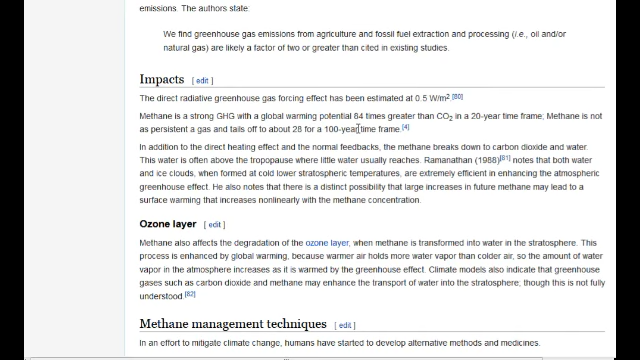 emissions. The authors state:
We find greenhouse gas emissions from agriculture and fossil fuel extraction and processing (i.e., oil and/or
natural gas) are likely a factor of two or greater than cited in existing studies.
Impacts [ edit ]
The direct radiative greenhouse gas forcing effect has been estimated at 0.5 W/m2 [80]
Methane is a strong GHG with a global warming potential 84 times greater than CO2 in a 20-year time frame; Methane is not
as persistent a gas and tails off to about 28 for a 100-year time frame.[4]
In addition to the direct heating effect and the normal feedbacks, the methane breaks down to carbon dioxide and water.
This water is often above the tropopause where little water usually reaches. Ramanathan (1988)[81] notes that both water
and ice clouds, when formed at cold lower stratospheric temperatures, are extremely efficient in enhancing the atmospheric
greenhouse effect. He also notes that there is a distinct possibility that large increases in future methane may lead to a
surface warming that increases nonlinearly with the methane concentration.
Ozone layer [ edit ]
Methane also affects the degradation of the ozone layer, when methane is transformed into water in the stratosphere. This
process is enhanced by global warming, because warmer air holds more water vapor than colder air, so the amount of water
vapor in the atmosphere increases as it is warmed by the greenhouse effect. Climate models also indicate that greenhouse
gases such as carbon dioxide and methane may enhance the transport of water into the stratosphere; though this is not fully
understood.[82]
Methane management techniques [ edit ]
In an effort to mitigate climate change, humans have started to develop alternative methods and medicines.